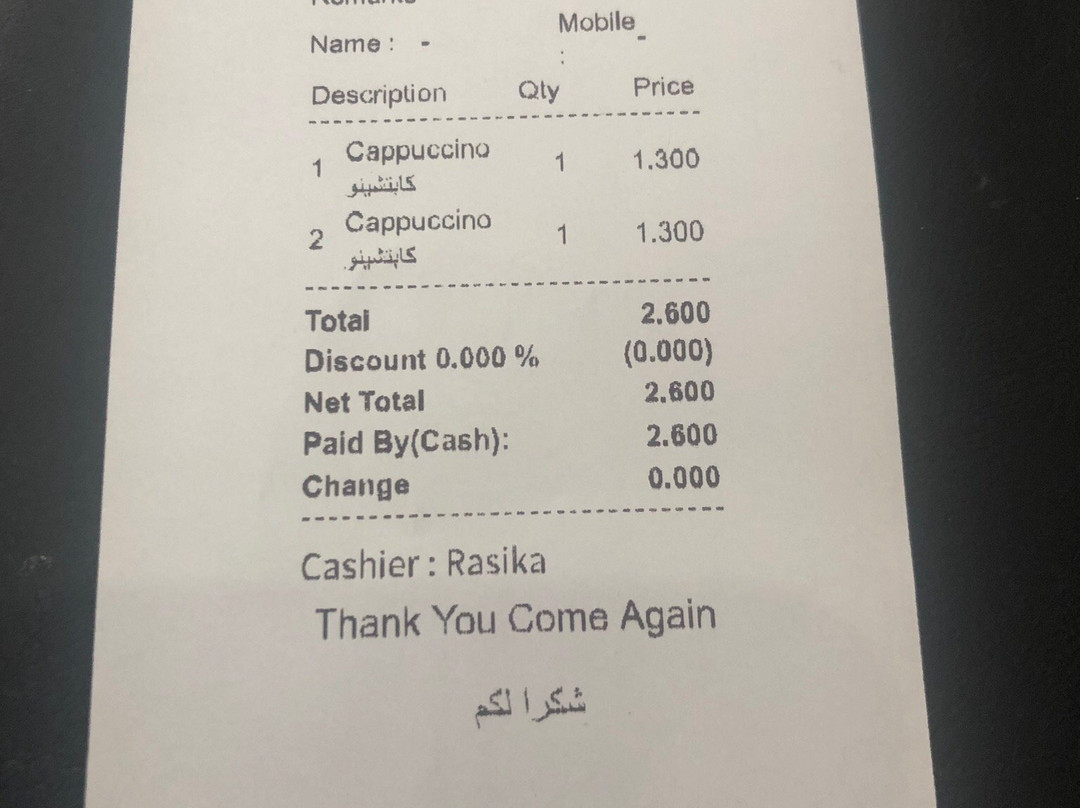 Remarks
Name : - Mobile_
:
Description Qty Price
1 Cappuccino 1 1.300
كابتشينو
2 Cappuccino 1 1.300
كابتشينو
Total 2.600
Discount 0.000 % (0.000)
Net Total 2.600
Paid By(Cash): 2.600
Change 0.000
Cashier : Rasika
Thank You Come Again
شكرا لكم